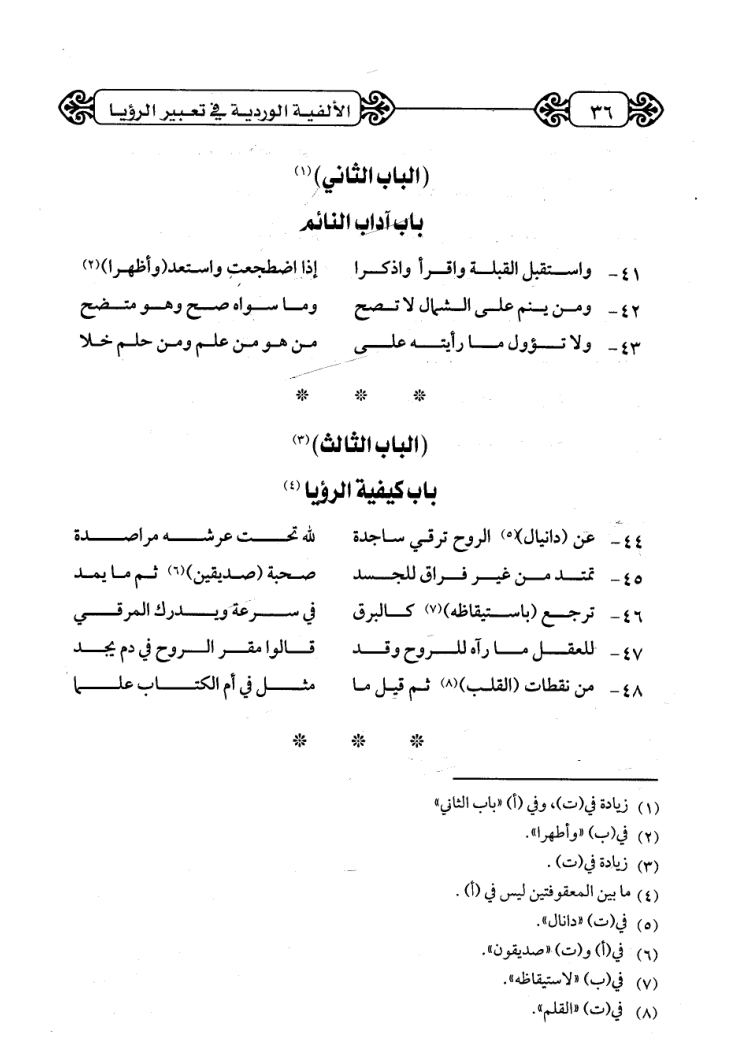 ٣٦ الألفية الوردية في تعبير الرؤيا
(الباب الثاني)(١)
باب آداب النائم
٤١- واستقبل القبلة واقرأ واذكرا إذا اضطجعت واستعد(وأظهرا)(٢)
٤٢- ومن ينم على الشمال لا تصح وما سواه صح وهو متضح
٤٣- ولا تؤول ما رأيته على من هو من علم ومن حلم خلا
* * *
(الباب الثالث)(٣)
باب كيفية الرؤيا(٤)
٤٤- عن (دانيال)(٥) الروح ترقي ساجدة لله تحت عرشه مراصدة
٤٥- تمتد من غير فراق للجسد صحبة (صديقين)(٦) ثم ما يمد
٤٦- ترجع (باستيقاظه)(٧) كالبرق في سرعة ويدرك المرقي
٤٧- للعقل ما رآه للروح وقد قالوا مقر الروح في دم يجد
٤٨- من نقطات (القلب)(٨) ثم قيل ما مثل في أم الكتاب علما
* * *
(١) زيادة في(ت)، وفي (أ) «باب الثاني»
(٢) في(ب) «وأطهرا».
(٣) زيادة في(ت) .
(٤) ما بين المعقوفتين ليس في (أ) .
(٥) في(ت) «دانال».
(٦) في(أ) و(ت) «صديقون».
(٧) في(ب) «لاستيقاظه».
(٨) في(ت) «القلم».